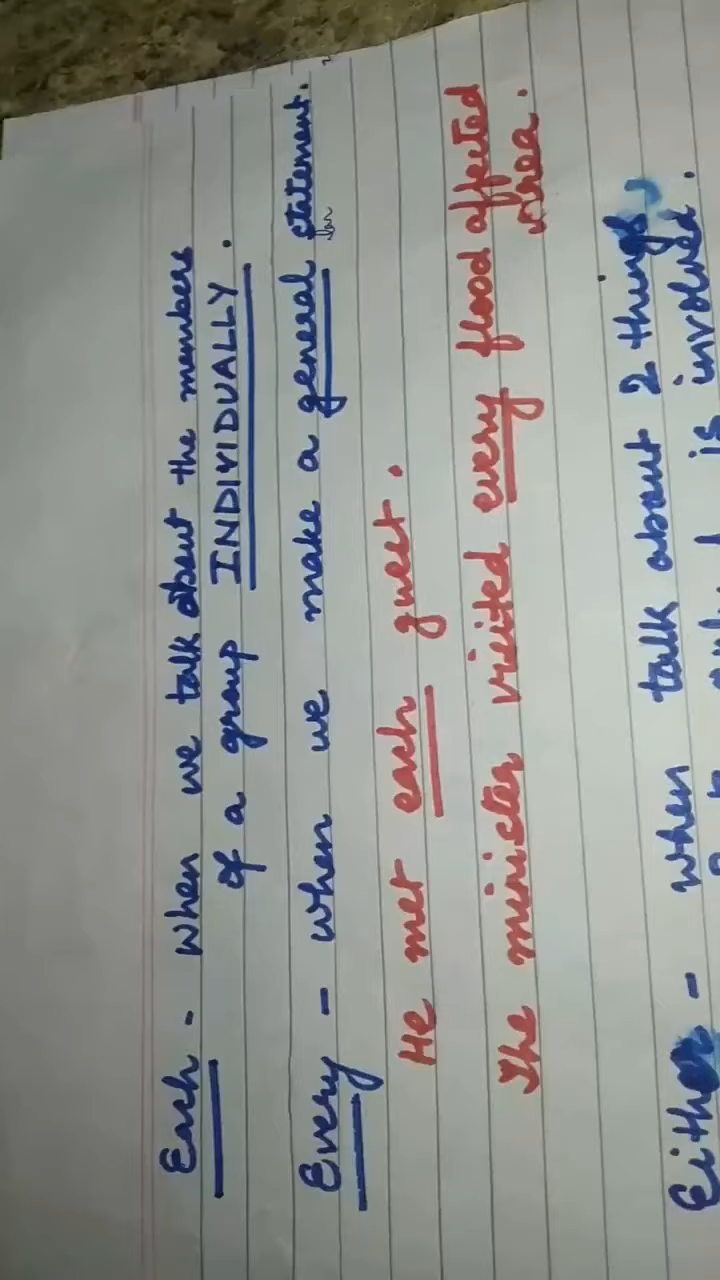 Each - When we talk about the members
of a group INDIVIDUALLY.
Every - when we make a general statement.
He met each guest.
The minister visited every flood affected
area.
Either - when talk about 2 things
is involved.